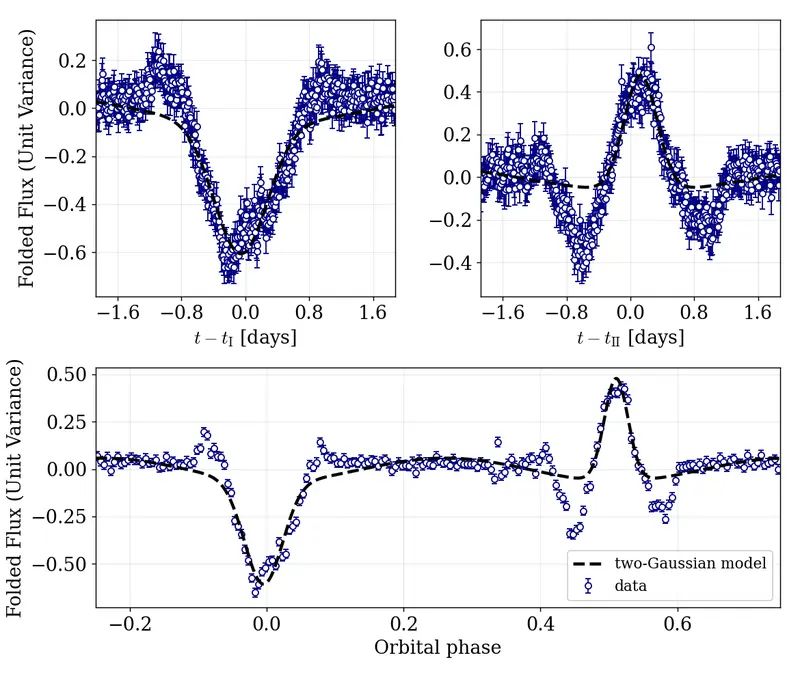 Folded Flux (Unit Variance)
0.2
0.0
−0.2
−0.4
−0.6
−1.6 −0.8 0.0 0.8 1.6
t − tI [days]
0.6
0.4
0.2
0.0
−0.2
−0.4
−1.6 −0.8 0.0 0.8 1.6
t − tII [days]
Folded Flux (Unit Variance)
0.50
0.25
0.00
−0.25
−0.50
−0.2 0.0 0.2 0.4 0.6
Orbital phase
two-Gaussian model
data